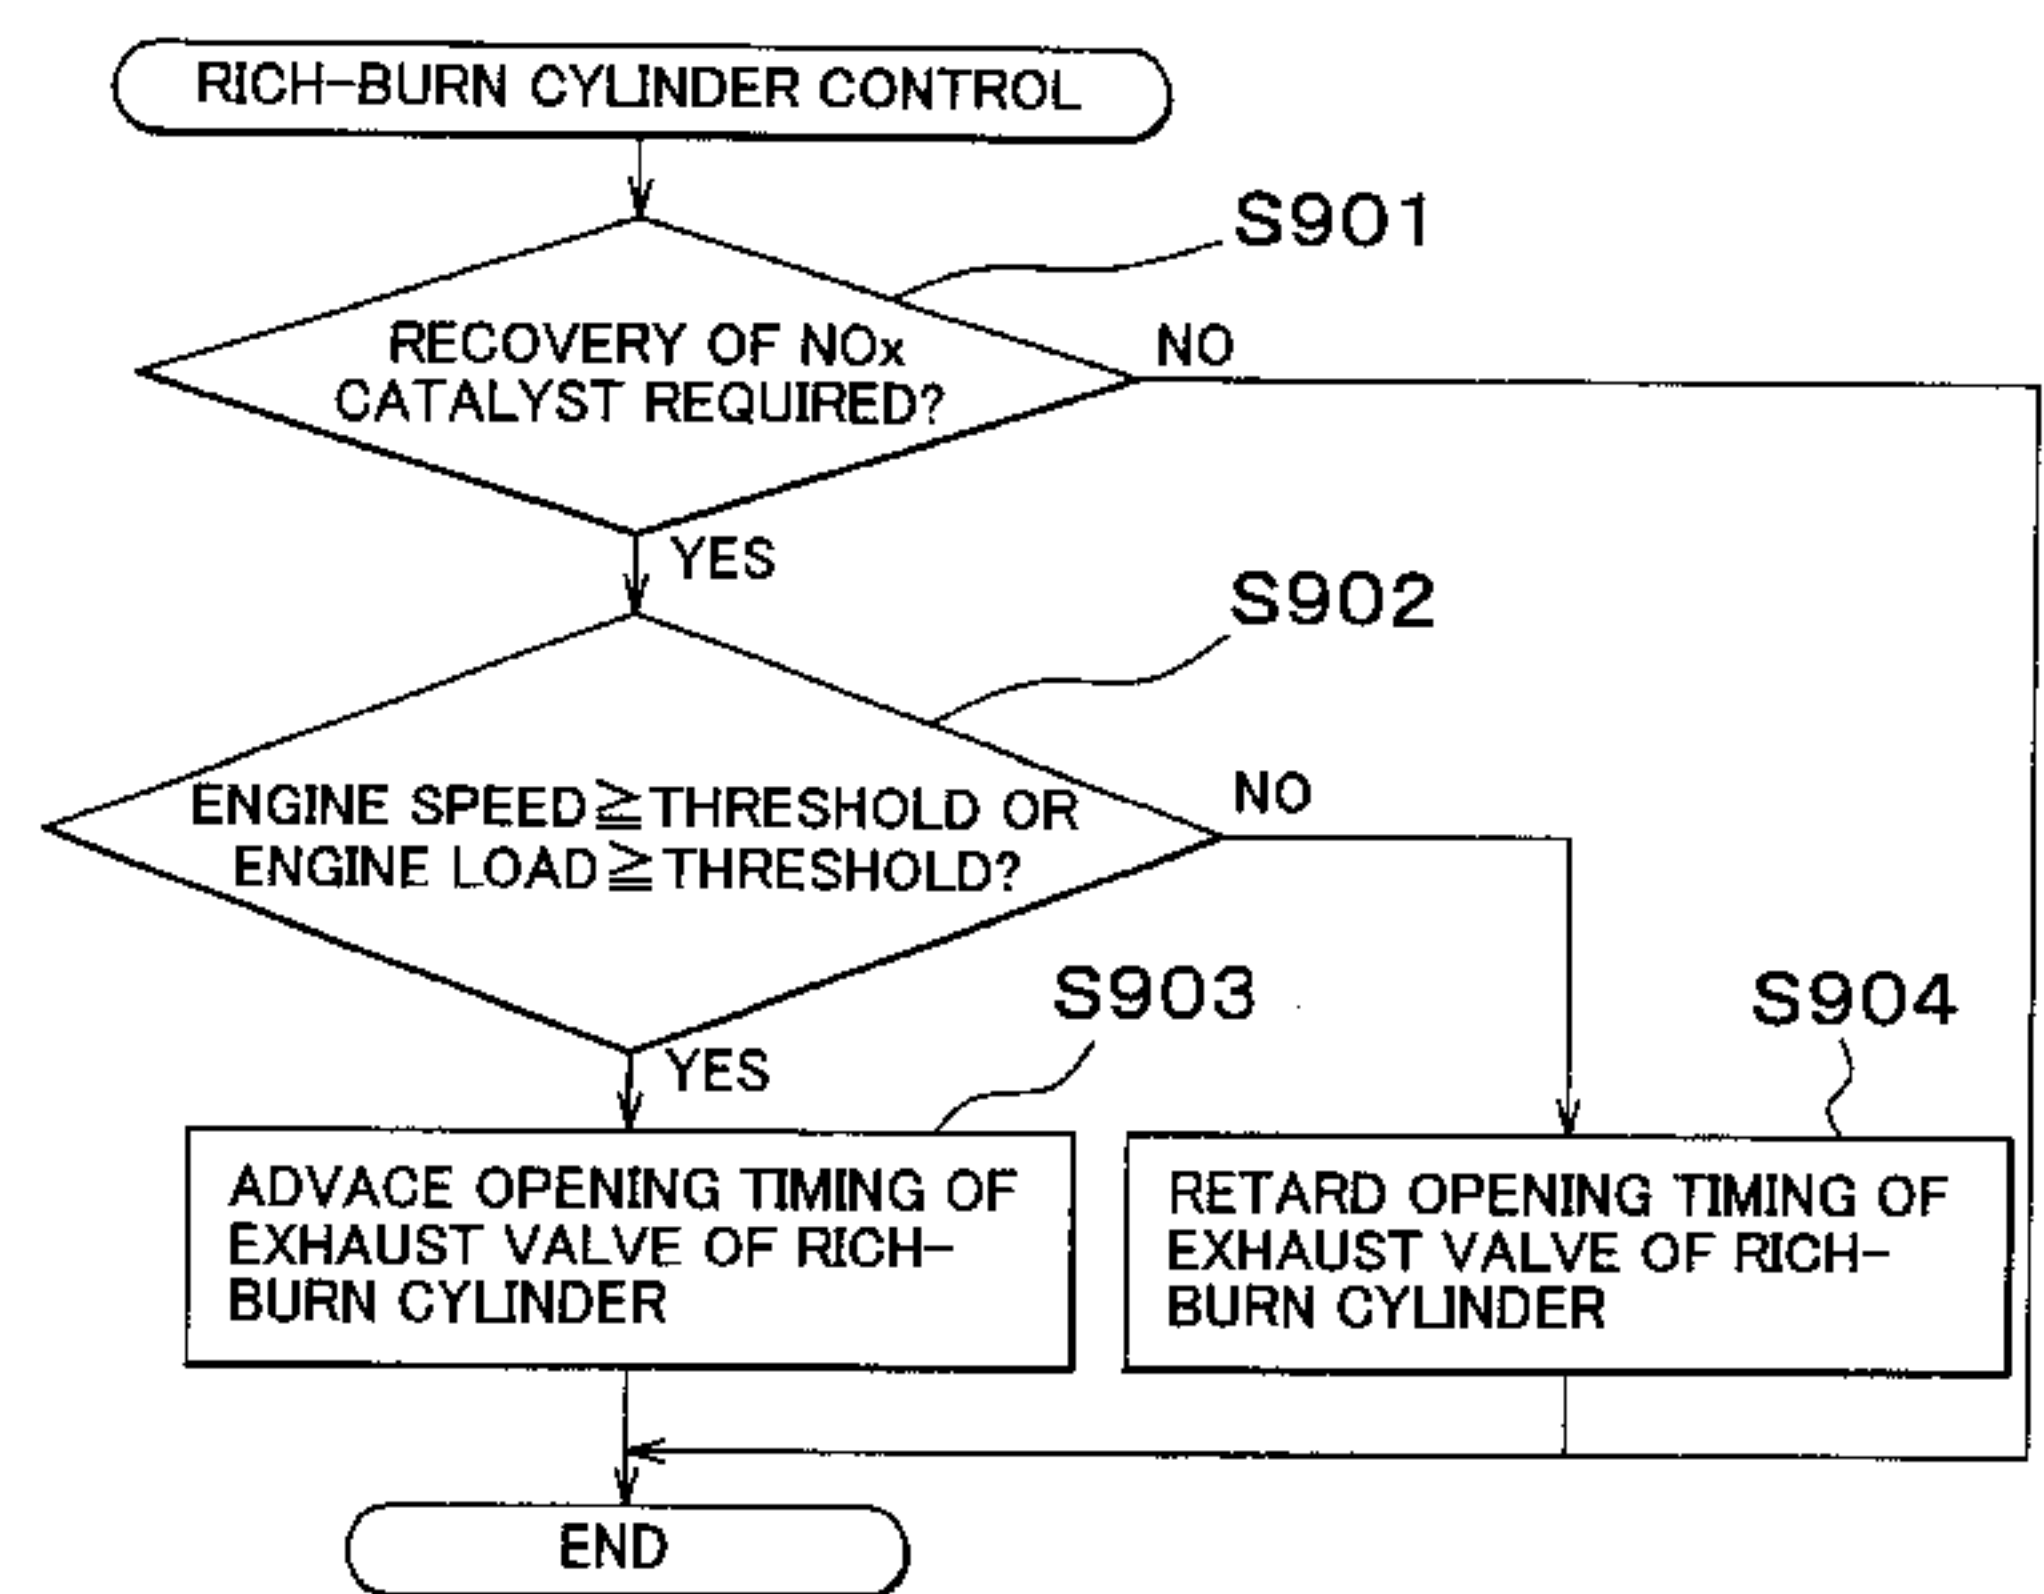 RICH-BURN CYLINDER CONTROL
S901
RECOVERY OF NOx
CATALYST REQUIRED?
NO
YES
S902
ENGINE SPEED≧THRESHOLD OR
ENGINE LOAD≧THRESHOLD?
NO
YES
S903
S904
ADVACE OPENING TIMING OF
EXHAUST VALVE OF RICH-
BURN CYLINDER
RETARD OPENING TIMING OF
EXHAUST VALVE OF RICH-
BURN CYLINDER
END